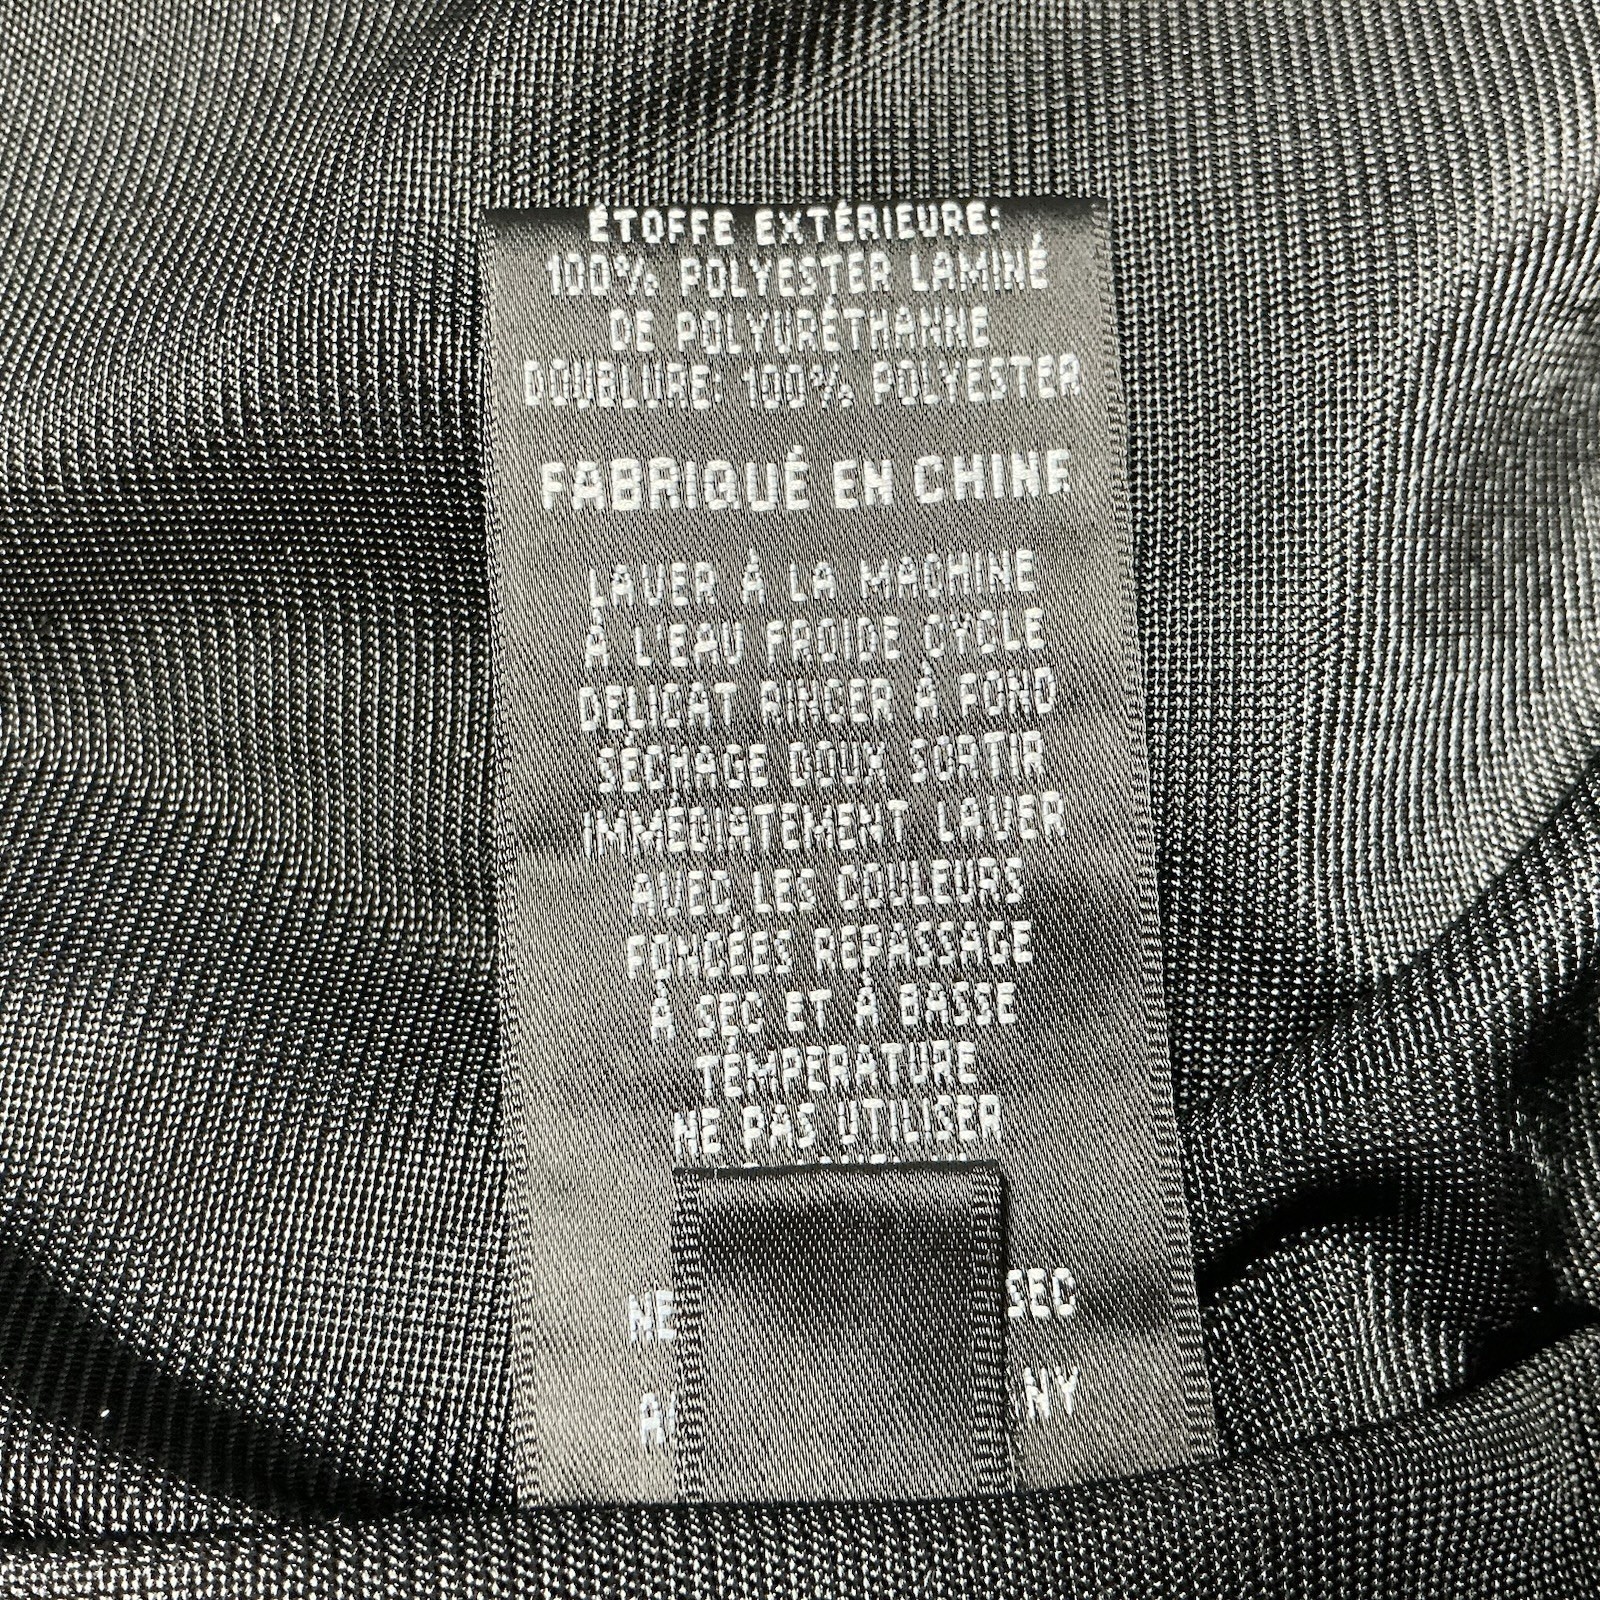 ÉTOFFE EXTÉRIEURE:
100% POLYESTER LAMINÉ
DE POLYURÉTHANNE
DOUBLURE: 100% POLYESTER
FABRIQUÉ EN CHINE
LAVER À LA MACHINE
À L'EAU FROIDE CYCLE
DELICAT RINCER À FOND
SÉCHAGE DOUX SORTIR
IMMÉDIATEMENT LAVER
AVEC LES COULEURS
FONCÉES REPASSAGE
À SEC ET À BASSE
TÉMPERATURE
NE PAS UTILISER
NE SEC
NY